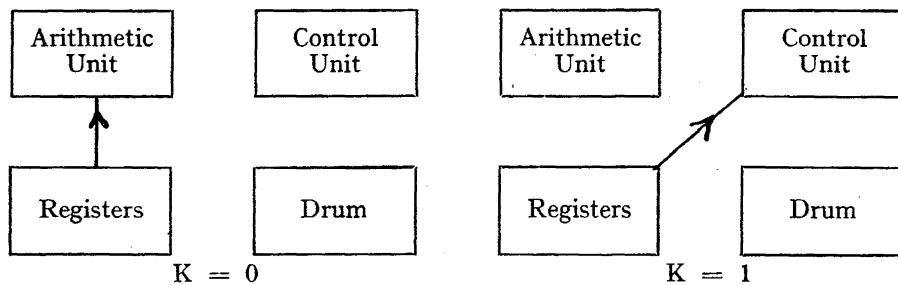 Arithmetic
Unit
Control
Unit
Registers
Drum
K = 0
Arithmetic
Unit
Control
Unit
Registers
Drum
K = 1